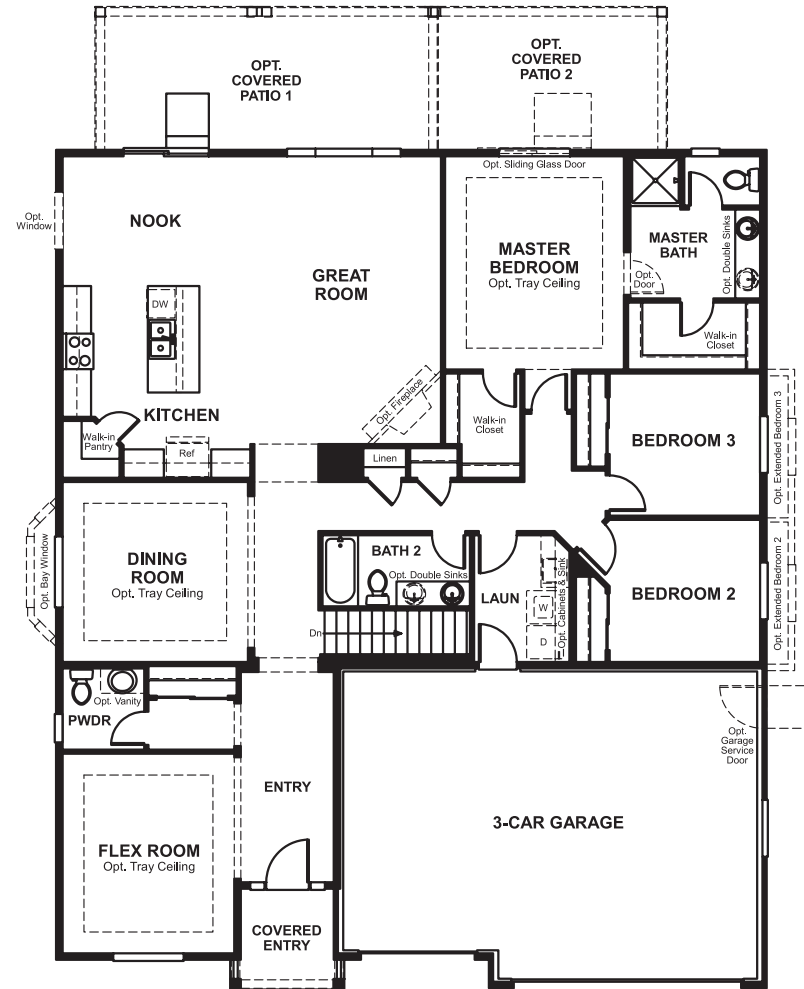 OPT.
COVERED
PATIO 1
OPT.
COVERED
PATIO 2
Opt. Sliding Glass Door
Opt.
Window
NOOK
GREAT
ROOM
MASTER
BEDROOM
Opt. Tray Ceiling
MASTER
BATH
Opt. Double Sinks
Opt.
Door
Walk-in
Closet
DW
KITCHEN
Walk-in
Pantry
Ref
Opt. Fireplace
Linen
Walk-in
Closet
BEDROOM 3
Opt. Extended Bedroom 3
DINING
ROOM
Opt. Tray Ceiling
Opt. Bay Window
BATH 2
Opt. Double Sinks
LAUN
W
D
Opt. Cabinets & Sink
BEDROOM 2
Opt. Extended Bedroom 2
Dn
PWDR
Opt. Vanity
Opt.
Garage
Service
Door
ENTRY
3-CAR GARAGE
FLEX ROOM
Opt. Tray Ceiling
COVERED
ENTRY